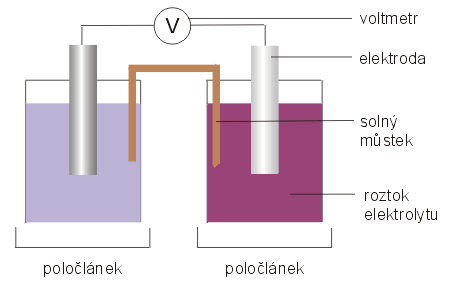 V
voltmetr
elektroda
solný
můstek
roztok
elektrolytu
poločlánek
poločlánek